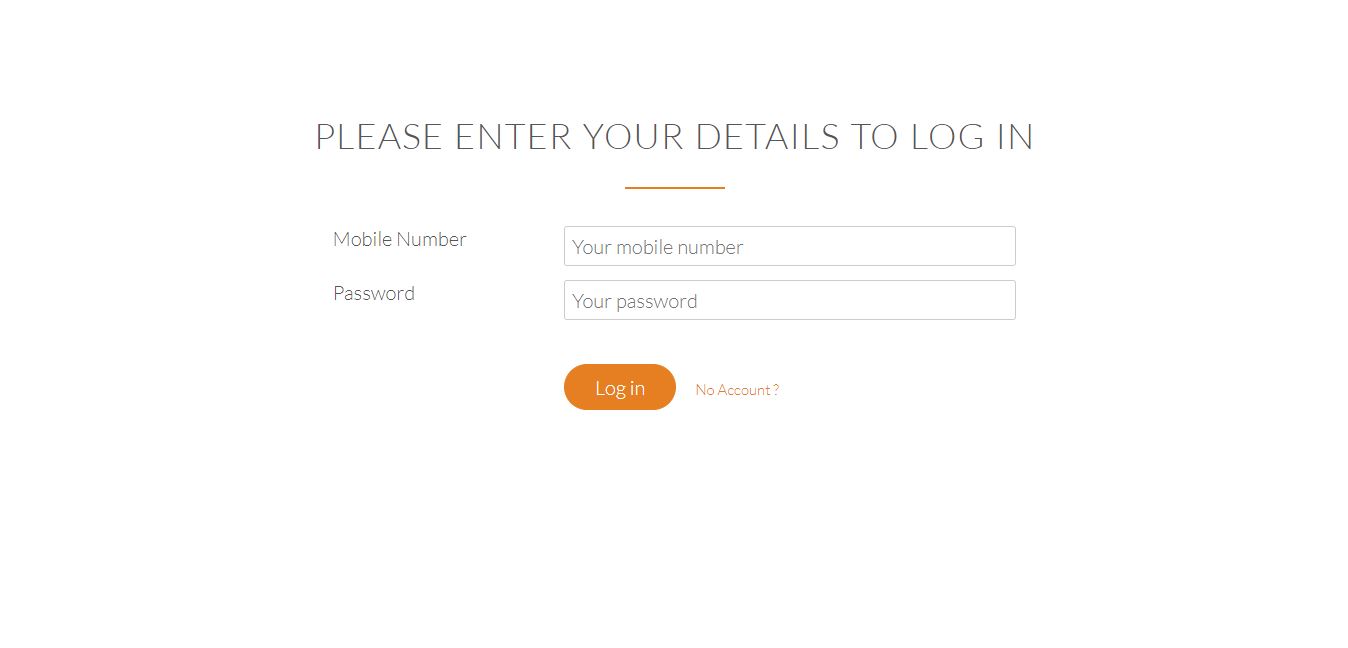 PLEASE ENTER YOUR DETAILS TO LOG IN
Mobile Number
Your mobile number
Password
Your password
Log in
No Account ?